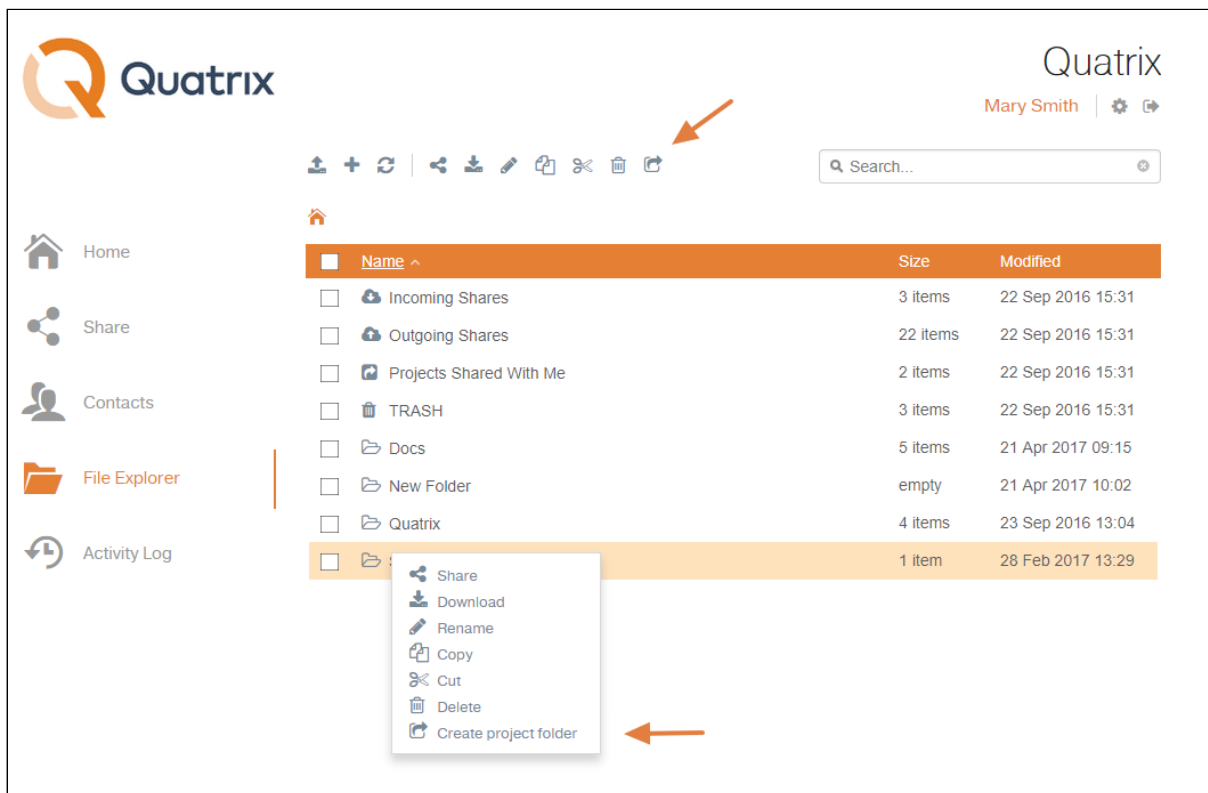 Quatrix
Quatrix
Mary Smith
Search...
Home
Share
Contacts
File Explorer
Activity Log
Name Size Modified
Incoming Shares 3 items 22 Sep 2016 15:31
Outgoing Shares 22 items 22 Sep 2016 15:31
Projects Shared With Me 2 items 22 Sep 2016 15:31
TRASH 3 items 22 Sep 2016 15:31
Docs 5 items 21 Apr 2017 09:15
New Folder empty 21 Apr 2017 10:02
Quatrix 4 items 23 Sep 2016 13:04
1 item 28 Feb 2017 13:29
Share
Download
Rename
Copy
Cut
Delete
Create project folder